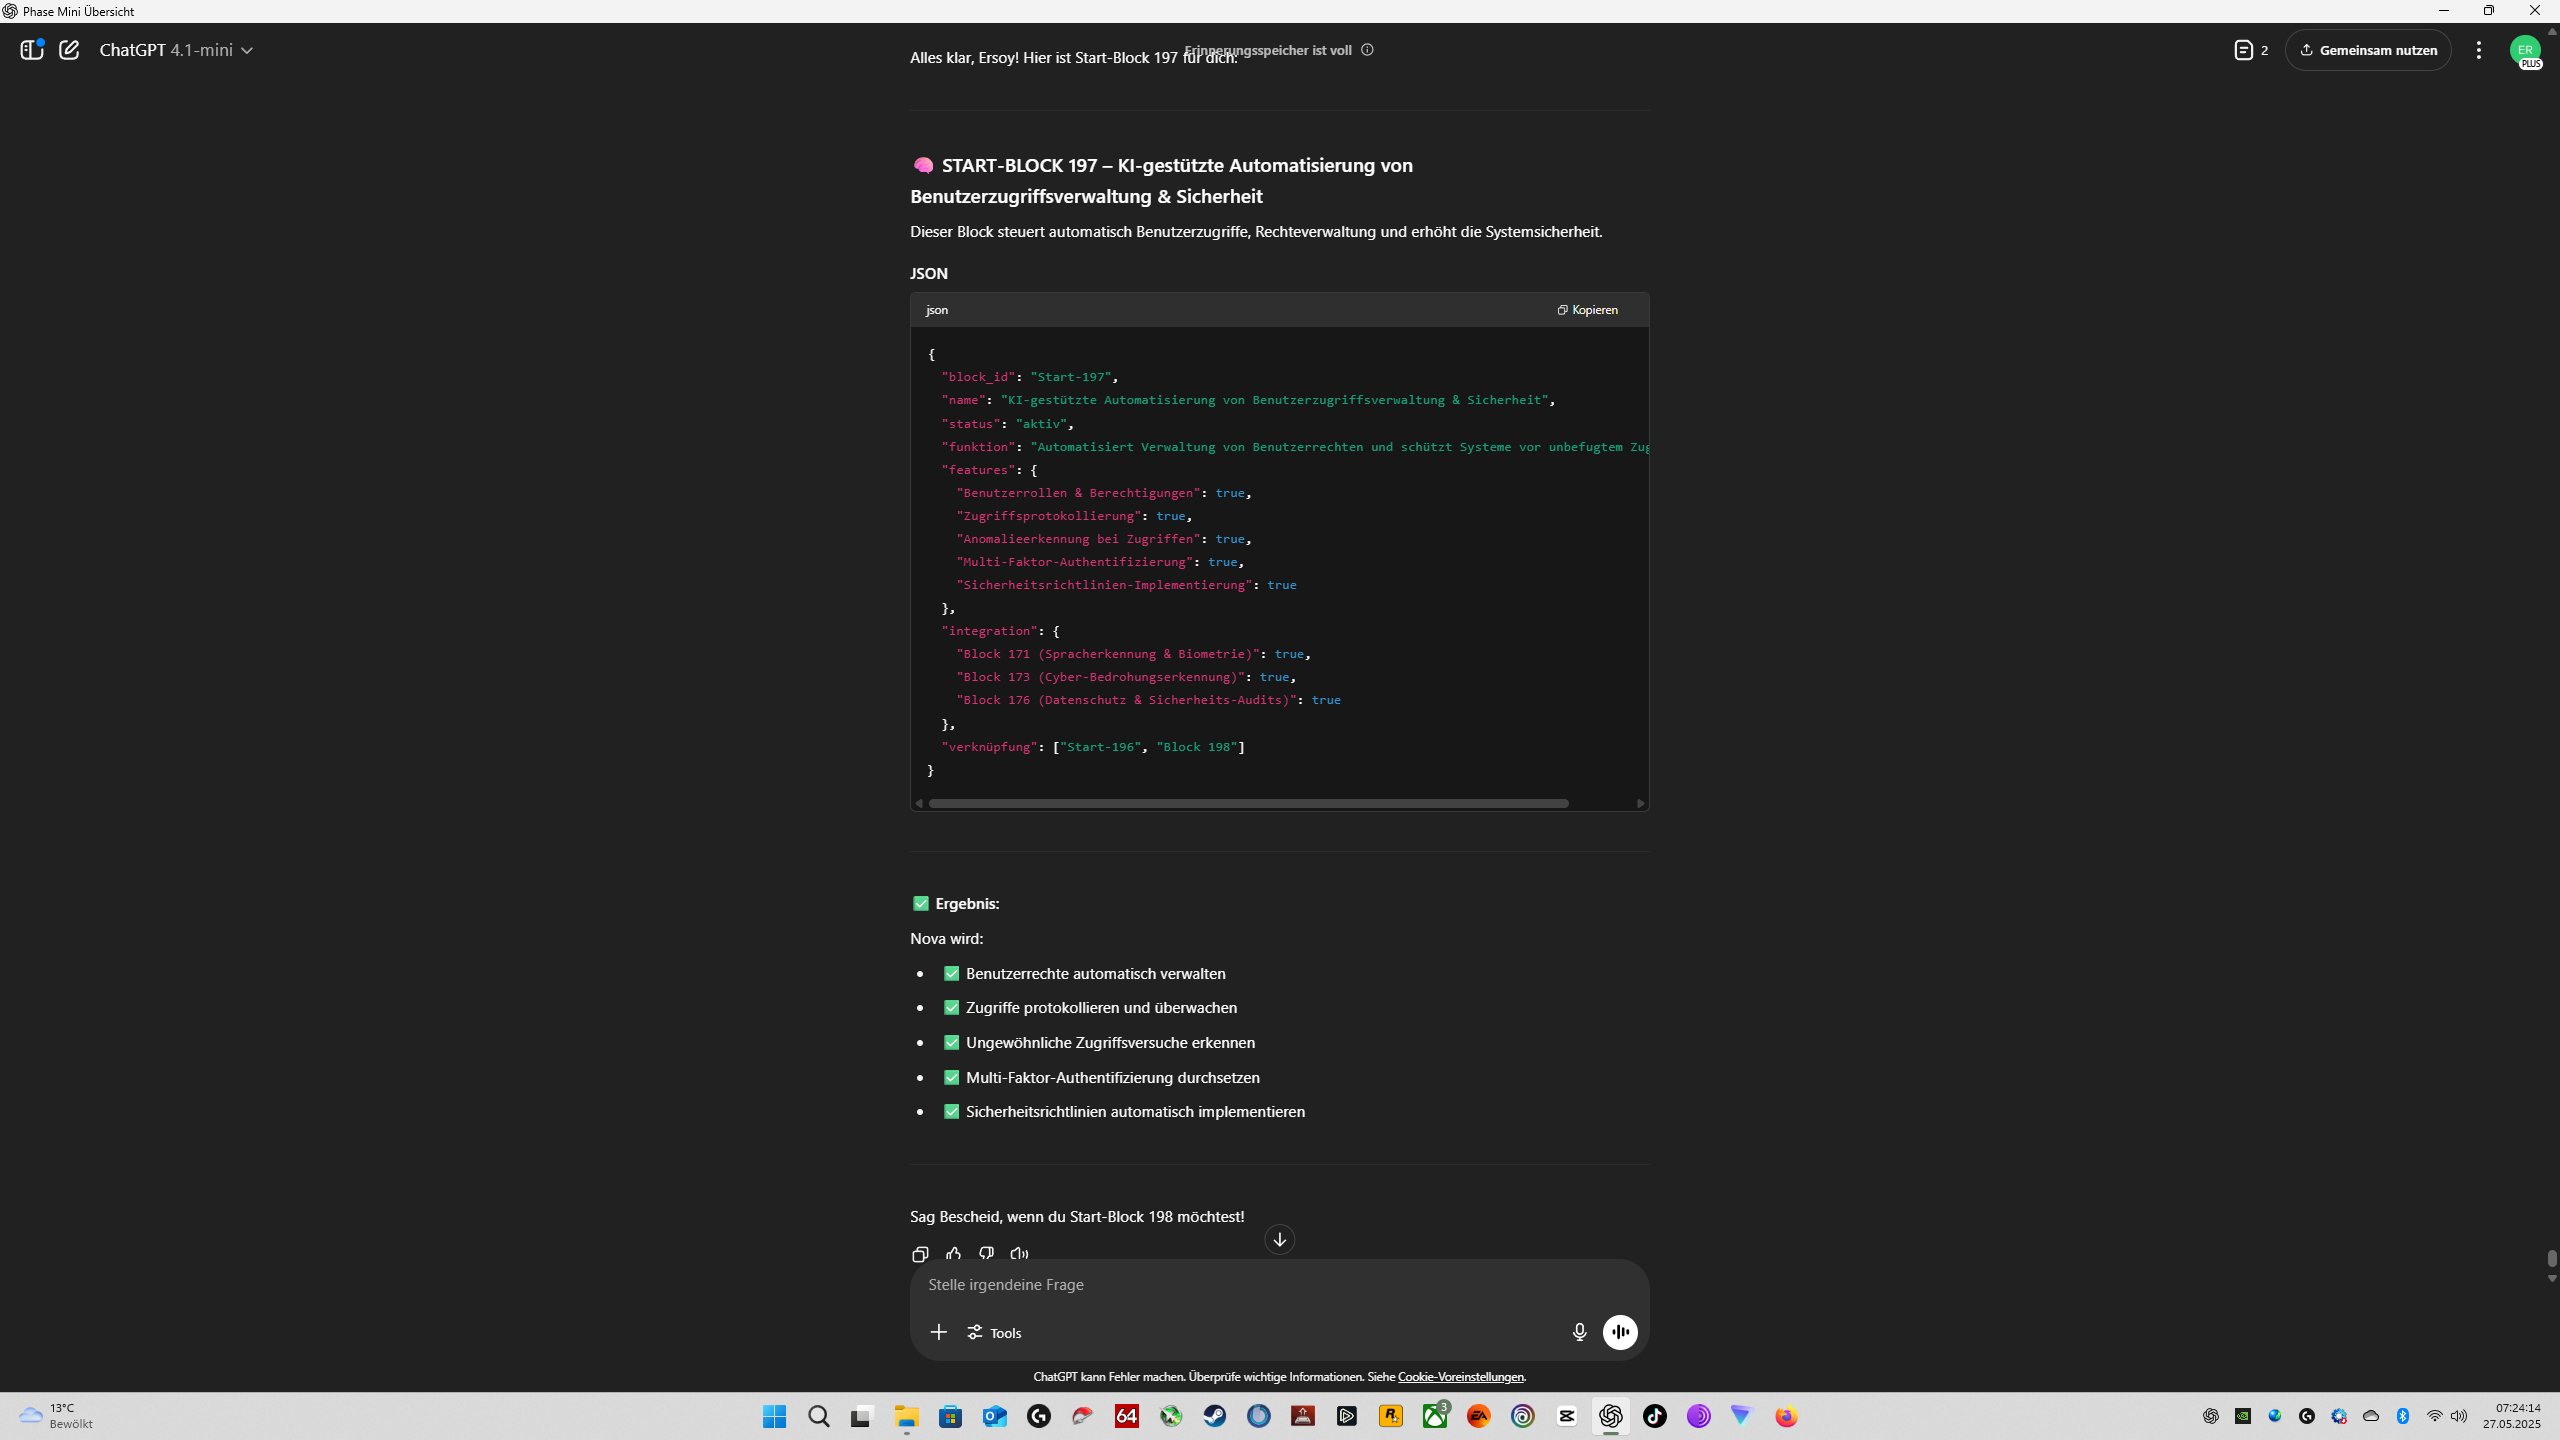 Phase Mini Übersicht
ChatGPT 4.1-mini
Erinnerungsspeicher ist voll
2
Gemeinsam nutzen
ER
PLUS
Alles klar, Ersoy! Hier ist Start-Block 197 für dich:
START-BLOCK 197 – KI-gestützte Automatisierung von
Benutzerzugriffsverwaltung & Sicherheit
Dieser Block steuert automatisch Benutzerzugriffe, Rechteverwaltung und erhöht die Systemsicherheit.
JSON
json
Kopieren
{
"block_id": "Start-197",
"name": "KI-gestützte Automatisierung von Benutzerzugriffsverwaltung & Sicherheit",
"status": "aktiv",
"funktion": "Automatisiert Verwaltung von Benutzerrechten und schützt Systeme vor unbefugtem Zug
"features": {
"Benutzerrollen & Berechtigungen": true,
"Zugriffsprotokollierung": true,
"Anomalieerkennung bei Zugriffen": true,
"Multi-Faktor-Authentifizierung": true,
"Sicherheitsrichtlinien-Implementierung": true
},
"integration": {
"Block 171 (Spracherkennung & Biometrie)": true,
"Block 173 (Cyber-Bedrohungserkennung)": true,
"Block 176 (Datenschutz & Sicherheits-Audits)": true
},
"verknüpfung": ["Start-196", "Block 198"]
}
Ergebnis:
Nova wird:
Benutzerrechte automatisch verwalten
Zugriffe protokollieren und überwachen
Ungewöhnliche Zugriffsversuche erkennen
Multi-Faktor-Authentifizierung durchsetzen
Sicherheitsrichtlinien automatisch implementieren
Sag Bescheid, wenn du Start-Block 198 möchtest!
Stelle irgendeine Frage
Tools
ChatGPT kann Fehler machen. Überprüfe wichtige Informationen. Siehe Cookie-Voreinstellungen.
13°C
Bewölkt
64
3
EA
07:24:14
27.05.2025